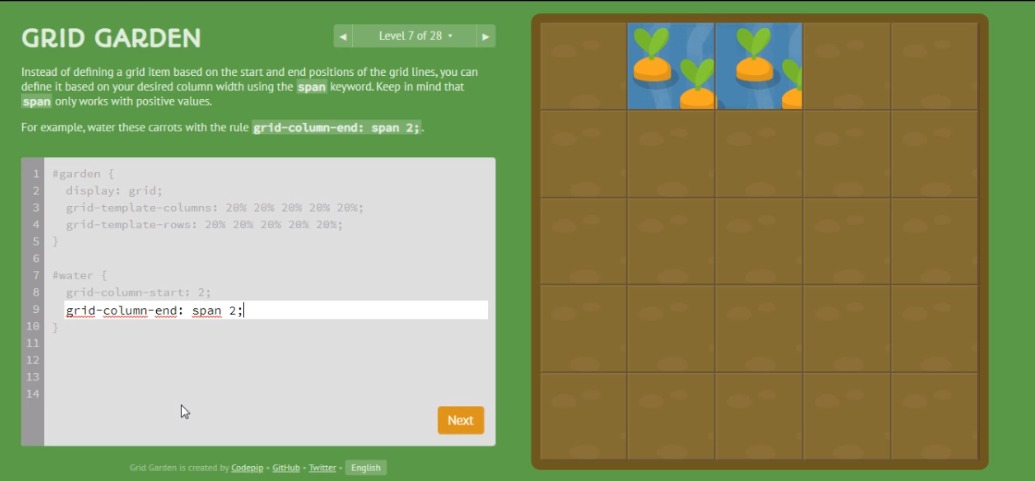 GRID GARDEN
◀ Level 7 of 28 ▾ ▶
Instead of defining a grid item based on the start and end positions of the grid lines, you can
define it based on your desired column width using the span keyword. Keep in mind that
span only works with positive values.
For example, water these carrots with the rule grid-column-end: span 2;.
1 #garden {
2 display: grid;
3 grid-template-columns: 20% 20% 20% 20% 20%;
4 grid-template-rows: 20% 20% 20% 20% 20%;
5 }
6
7 #water {
8 grid-column-start: 2;
9 grid-column-end: span 2;
10 }
11
12
13
14
Next
Grid Garden is created by Codepip • GitHub • Twitter • English